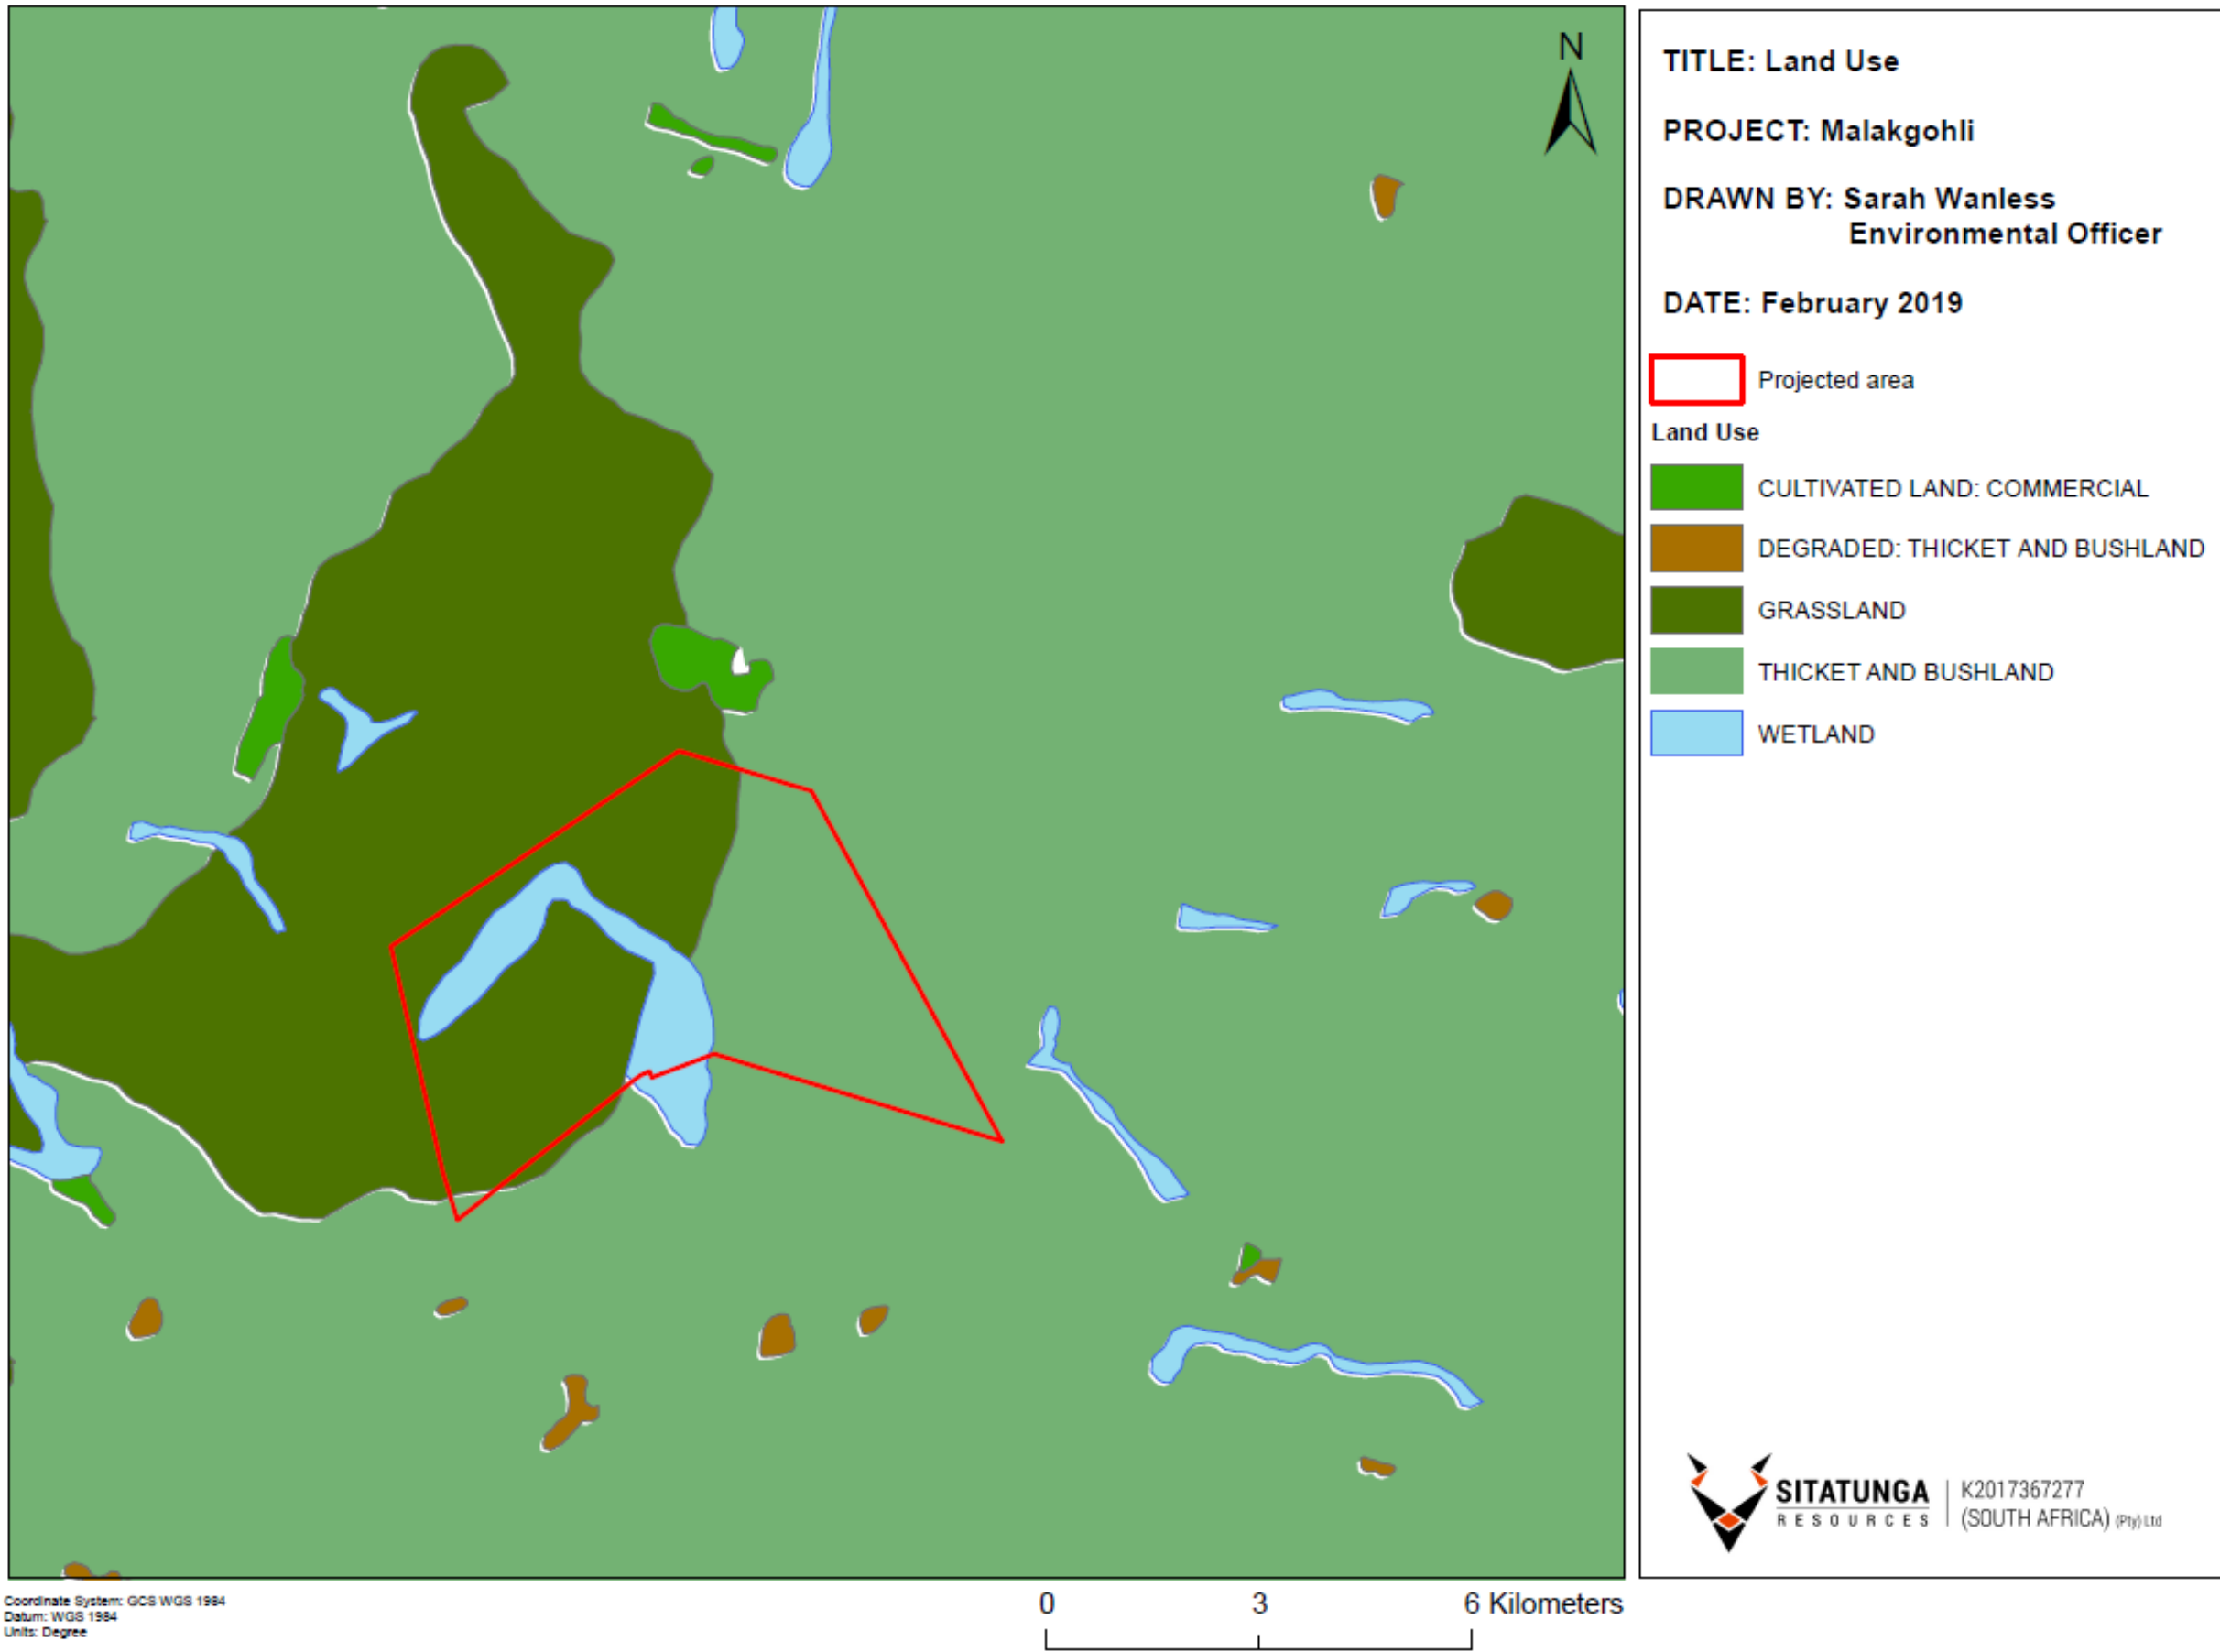 N
TITLE: Land Use
PROJECT: Malakgohli
DRAWN BY: Sarah Wanless
Environmental Officer
DATE: February 2019
Projected area
Land Use
CULTIVATED LAND: COMMERCIAL
DEGRADED: THICKET AND BUSHLAND
GRASSLAND
THICKET AND BUSHLAND
WETLAND
SITATUNGA
RESOURCES
K2017367277
(SOUTH AFRICA) (Pty) Ltd
Coordinate System: GCS WGS 1984
Datum: WGS 1984
Units: Degree
0 3 6 Kilometers